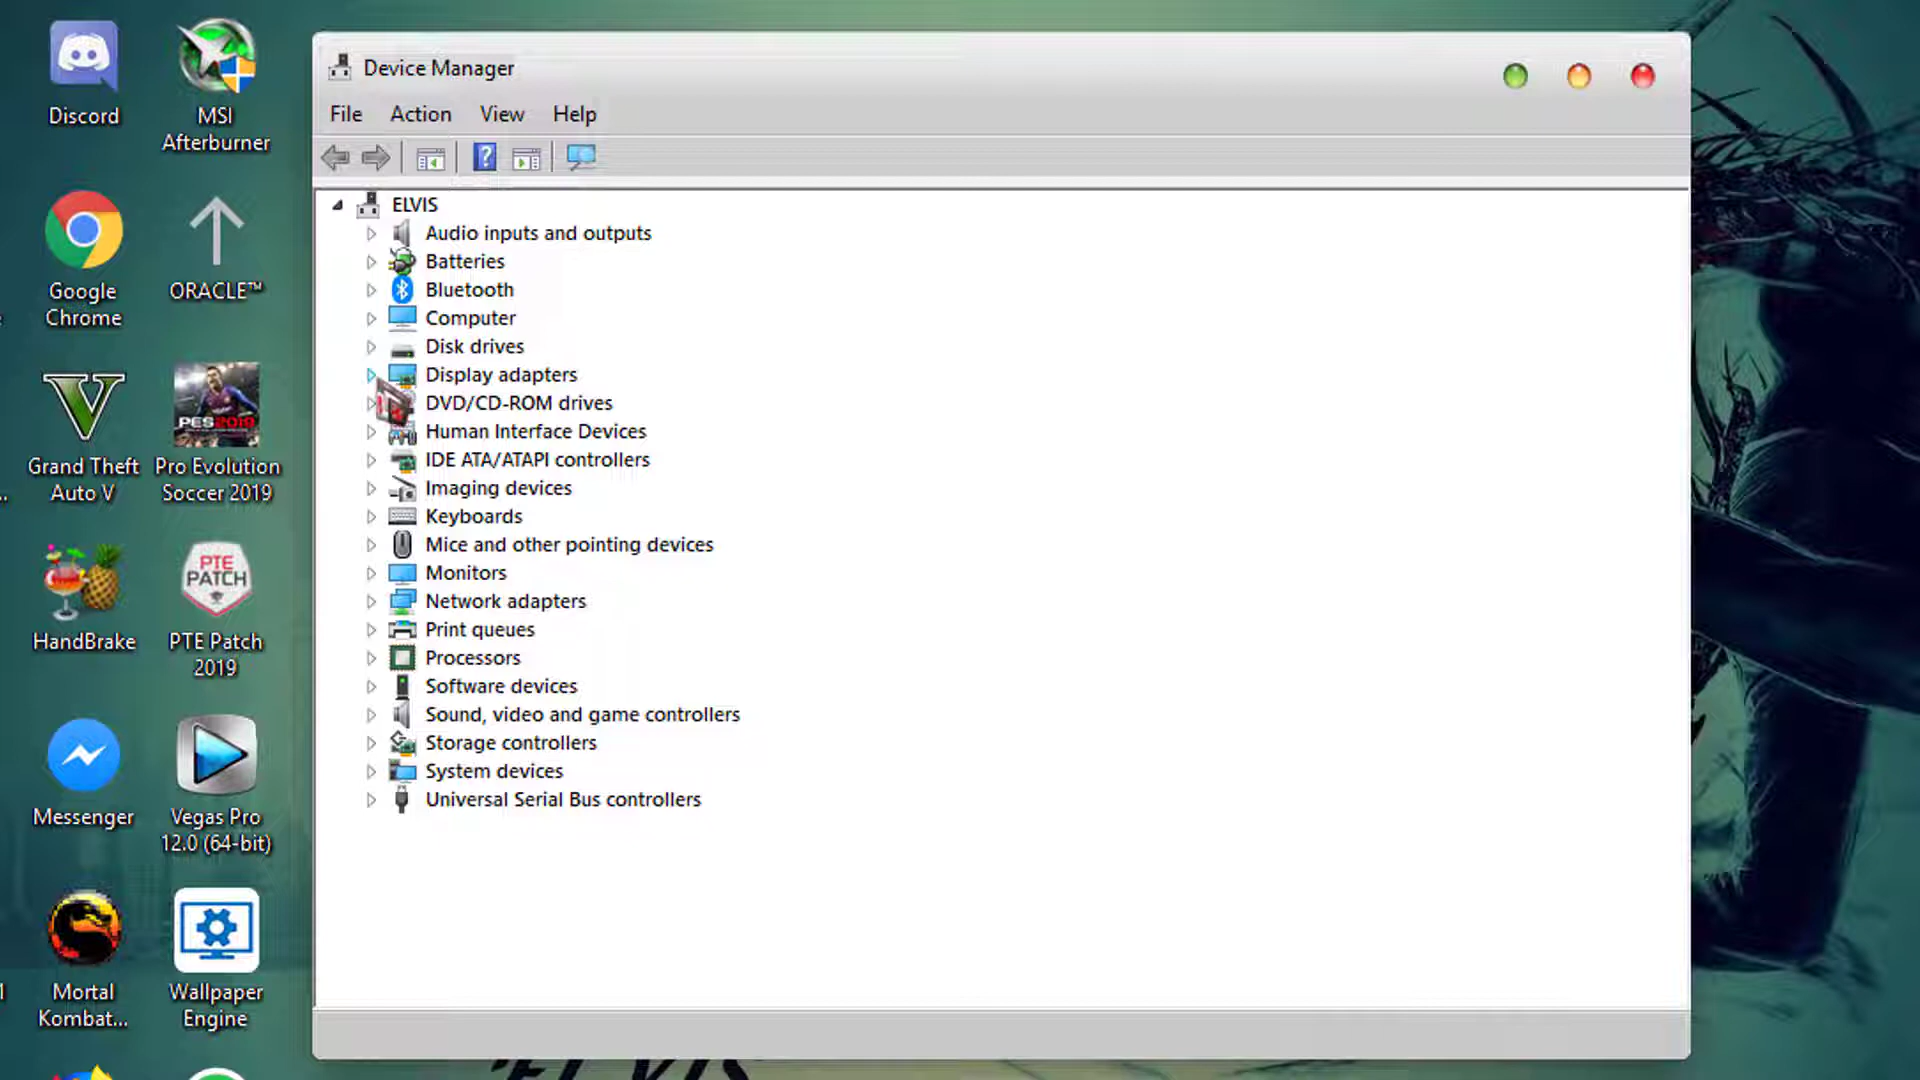 Discord
MSI
Afterburner
Google
Chrome
ORACLE™
Grand Theft
Auto V
...
PES2019
Pro Evolution
Soccer 2019
HandBrake
PTE
PATCH
PTE Patch
2019
Messenger
Vegas Pro
12.0 (64-bit)
Mortal
Kombat...
Wallpaper
Engine
Device Manager
File Action View Help
ELVIS
Audio inputs and outputs
Batteries
Bluetooth
Computer
Disk drives
Display adapters
DVD/CD-ROM drives
Human Interface Devices
IDE ATA/ATAPI controllers
Imaging devices
Keyboards
Mice and other pointing devices
Monitors
Network adapters
Print queues
Processors
Software devices
Sound, video and game controllers
Storage controllers
System devices
Universal Serial Bus controllers